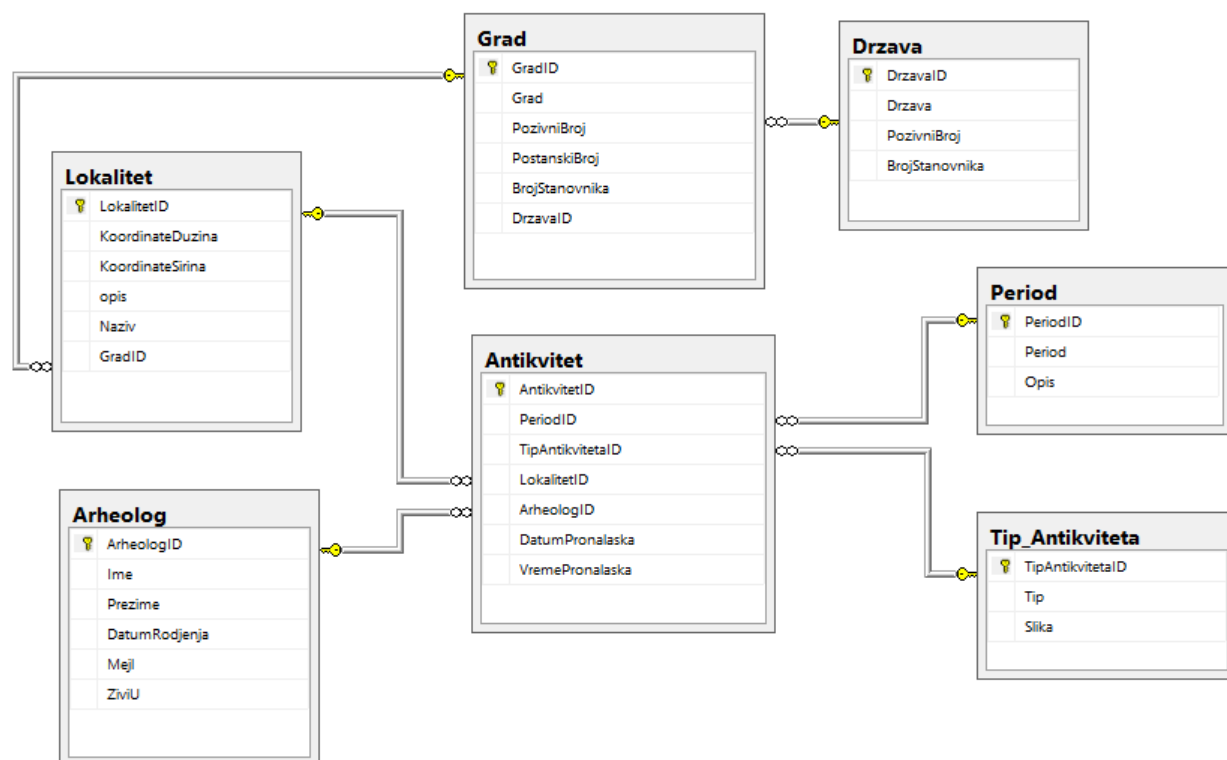 Grad
GradID
Grad
PozivniBroj
PostanskiBroj
BrojStanovnika
DrzavaID
Drzava
DrzavaID
Drzava
PozivniBroj
BrojStanovnika
Lokalitet
LokalitetID
KoordinateDuzina
KoordinateSirina
opis
Naziv
GradID
Period
PeriodID
Period
Opis
Antikvitet
AntikvitetID
PeriodID
TipAntikvitetaID
LokalitetID
ArheologID
DatumPronalaska
VremePronalaska
Arheolog
ArheologID
Ime
Prezime
DatumRodjenja
Mejl
ZiviU
Tip_Antikviteta
TipAntikvitetaID
Tip
Slika